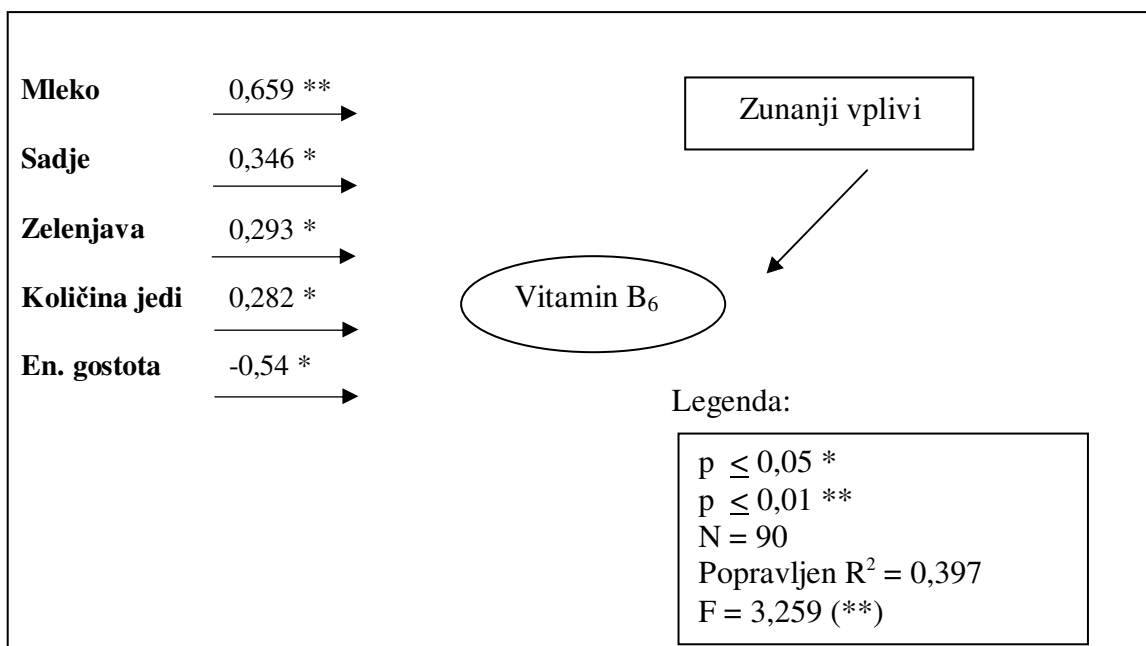 Mleko 0,659 **
Zunanji vplivi
Sadje 0,346 *
Zelenjava 0,293 *
Količina jedi 0,282 *
Vitamin B₆
En. gostota -0,54 *
Legenda:
p ≤ 0,05 *
p ≤ 0,01 **
N = 90
Popravljen R² = 0,397
F = 3,259 (**)